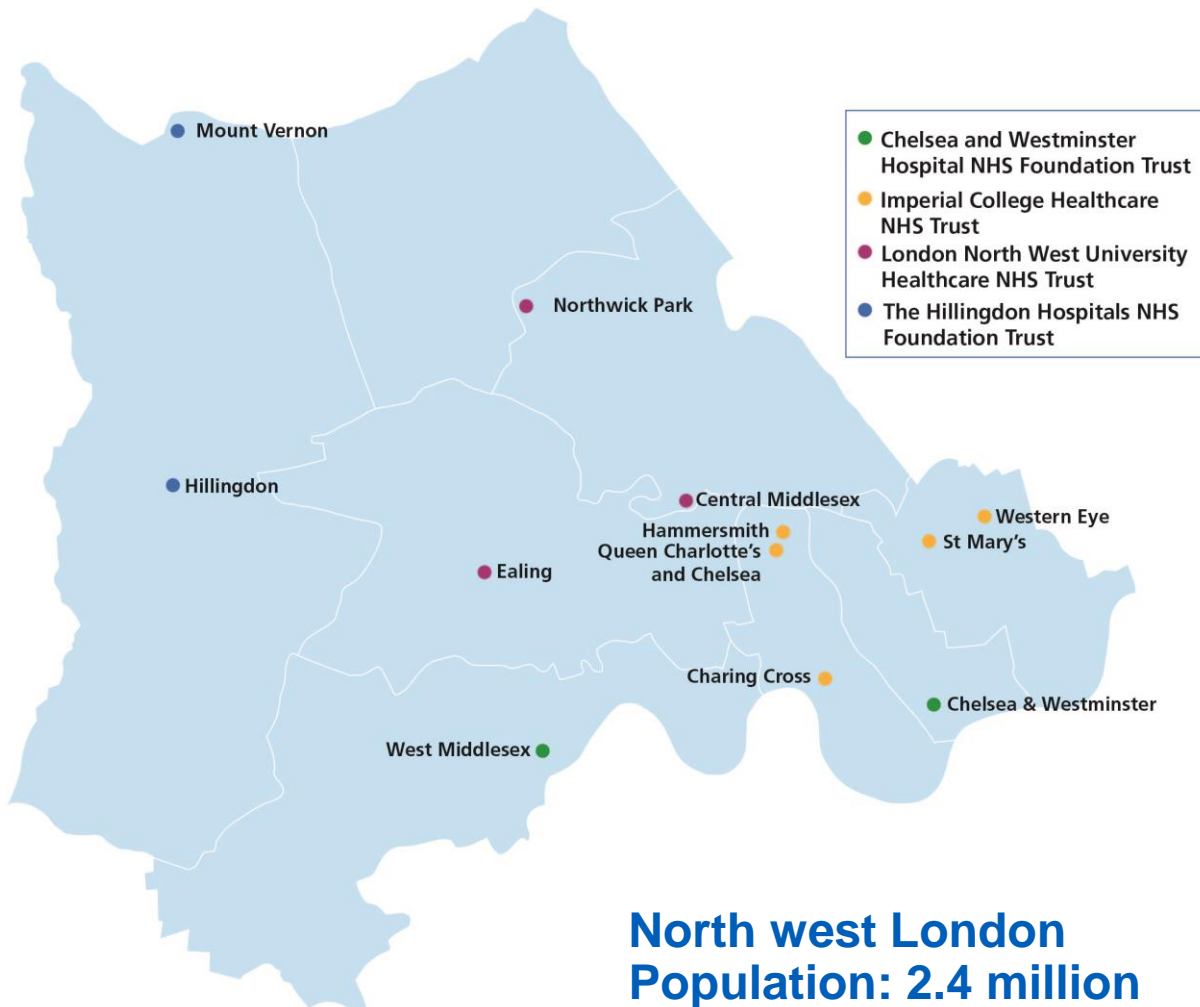 Mount Vernon
Chelsea and Westminster
Hospital NHS Foundation Trust
Imperial College Healthcare
NHS Trust
London North West University
Healthcare NHS Trust
The Hillingdon Hospitals NHS
Foundation Trust
Northwick Park
Hillingdon
Central Middlesex
Hammersmith
Queen Charlotte's
and Chelsea
Western Eye
St Mary's
Ealing
Charing Cross
Chelsea & Westminster
West Middlesex
North west London
Population: 2.4 million